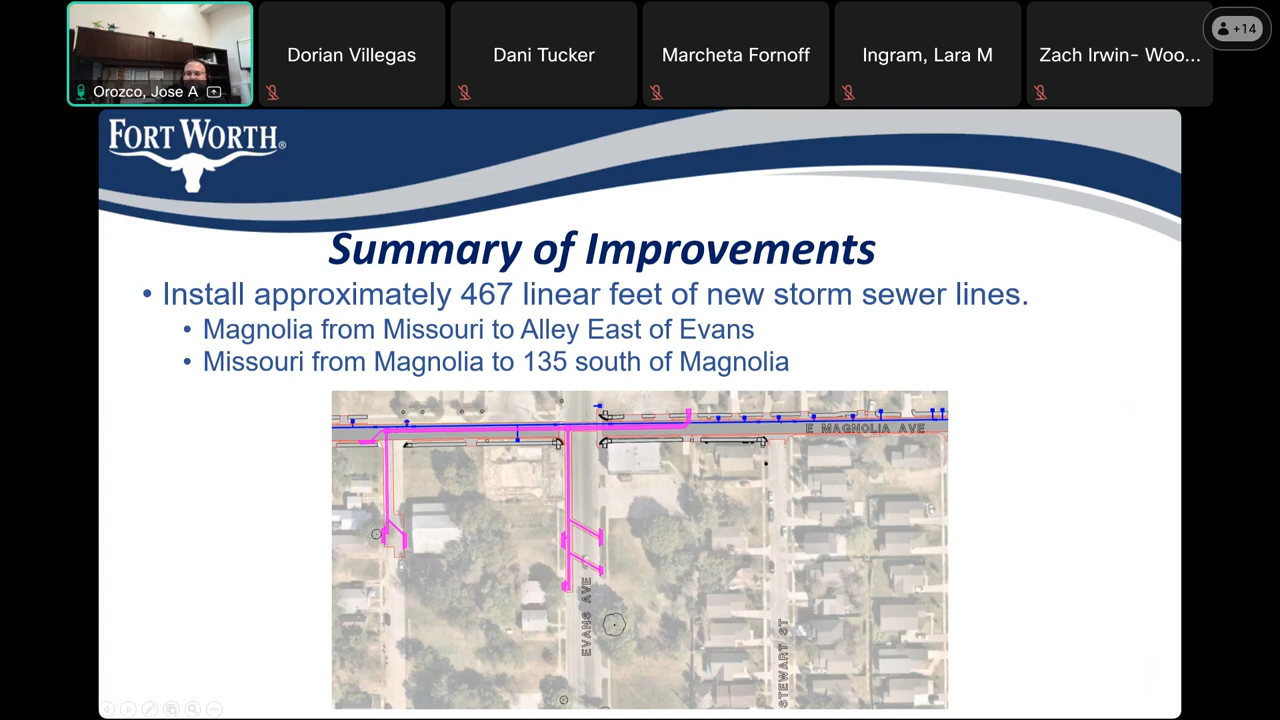 Orozco, Jose A
Dorian Villegas
Dani Tucker
Marcheta Fornoff
Ingram, Lara M
Zach Irwin- Woo...
+14
FORT WORTH®
Summary of Improvements
• Install approximately 467 linear feet of new storm sewer lines.
• Magnolia from Missouri to Alley East of Evans
• Missouri from Magnolia to 135 south of Magnolia
E MAGNOLIA AVE
EVANS AVE
STEWART ST